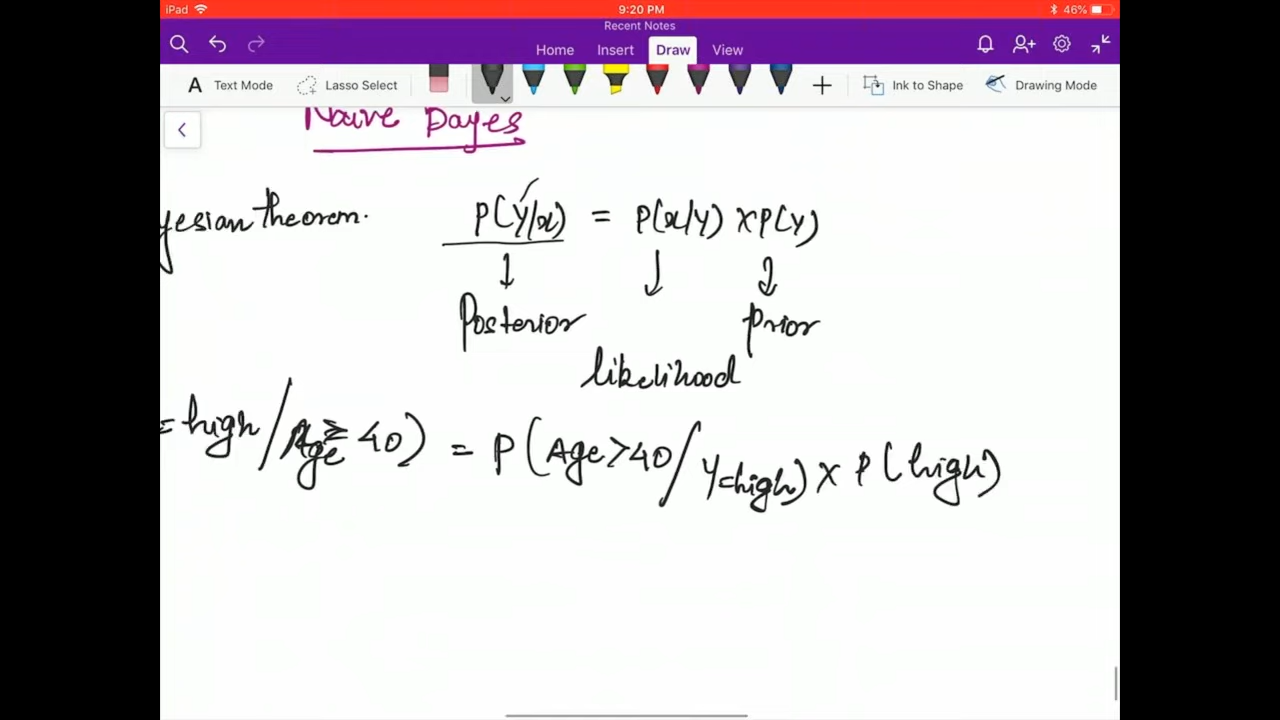 iPad 9:20 PM 46%
Recent Notes
Home Insert Draw View
A Text Mode Lasso Select Ink to Shape Drawing Mode
Naive Bayes
yesian theorem. P(Y/x) = P(x/y) x P(Y)
Posterior Prior
likelihood
= high / Age ≥ 40) = P(Age > 40 / Y=high) x P(high)